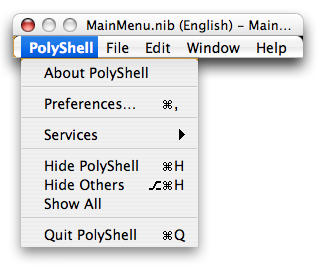 MainMenu.nib (English) – Main...
PolyShell File Edit Window Help
About PolyShell
Preferences... ⌘,
Services
Hide PolyShell ⌘H
Hide Others ⌥⌘H
Show All
Quit PolyShell ⌘Q